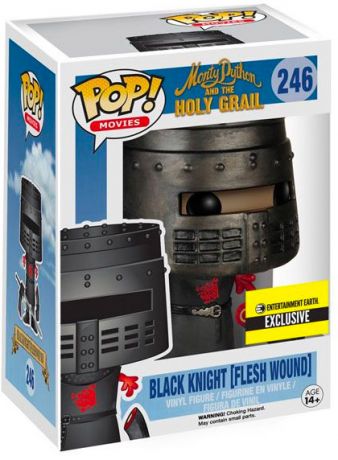 POP!
MOVIES
Monty Python
AND THE
HOLY GRAIL
246
POP!
MOVIES
ENTERTAINMENT EARTH
EXCLUSIVE
BLACK KNIGHT [FLESH WOUND]
VINYL FIGURE / FIGURINE EN VINYLE /
FIGURA DE VINIL
WARNING: Choking Hazard.
May contain small parts.
AGE
14+
246